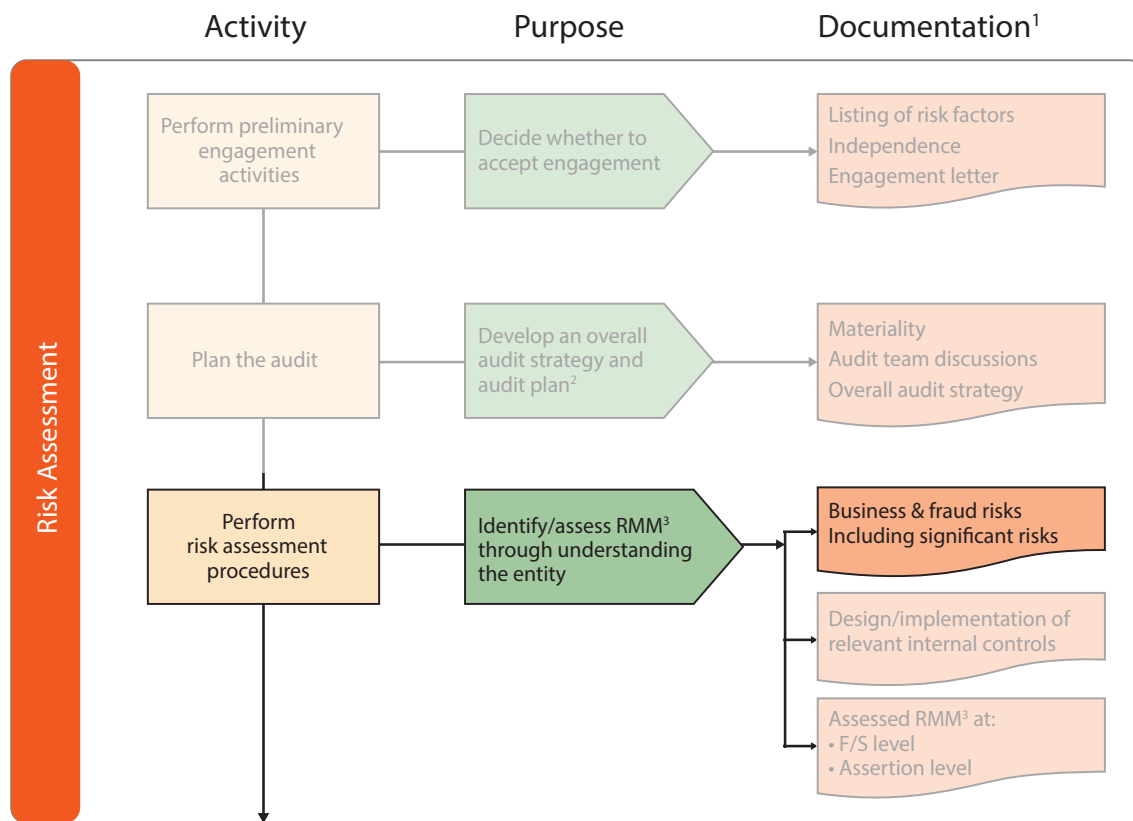 Activity
Purpose
Documentation¹
Risk Assessment
Perform preliminary
engagement
activities
Decide whether to
accept engagement
Listing of risk factors
Independence
Engagement letter
Plan the audit
Develop an overall
audit strategy and
audit plan²
Materiality
Audit team discussions
Overall audit strategy
Perform
risk assessment
procedures
Identify/assess RMM³
through understanding
the entity
Business & fraud risks
Including significant risks
Design/implementation of
relevant internal controls
Assessed RMM³ at:
• F/S level
• Assertion level